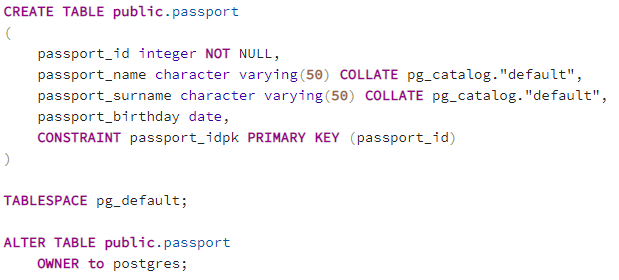 CREATE TABLE public.passport
(
    passport_id integer NOT NULL,
    passport_name character varying(50) COLLATE pg_catalog."default",
    passport_surname character varying(50) COLLATE pg_catalog."default",
    passport_birthday date,
    CONSTRAINT passport_idpk PRIMARY KEY (passport_id)
)
TABLESPACE pg_default;
ALTER TABLE public.passport
    OWNER to postgres;